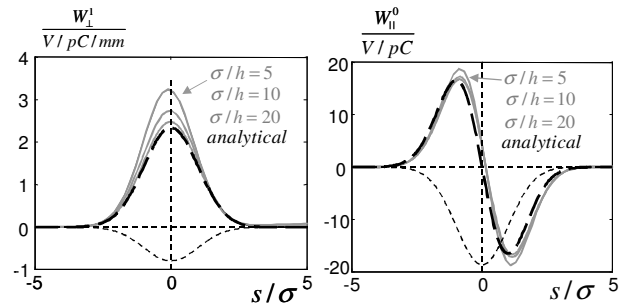 W⊥¹
V / pC / mm
4
3
2
1
0
-1
σ / h = 5
σ / h = 10
σ / h = 20
analytical
-5
0
5
s / σ
W||⁰
V / pC
20
10
0
-10
-20
σ / h = 5
σ / h = 10
σ / h = 20
analytical
-5
0
5
s / σ